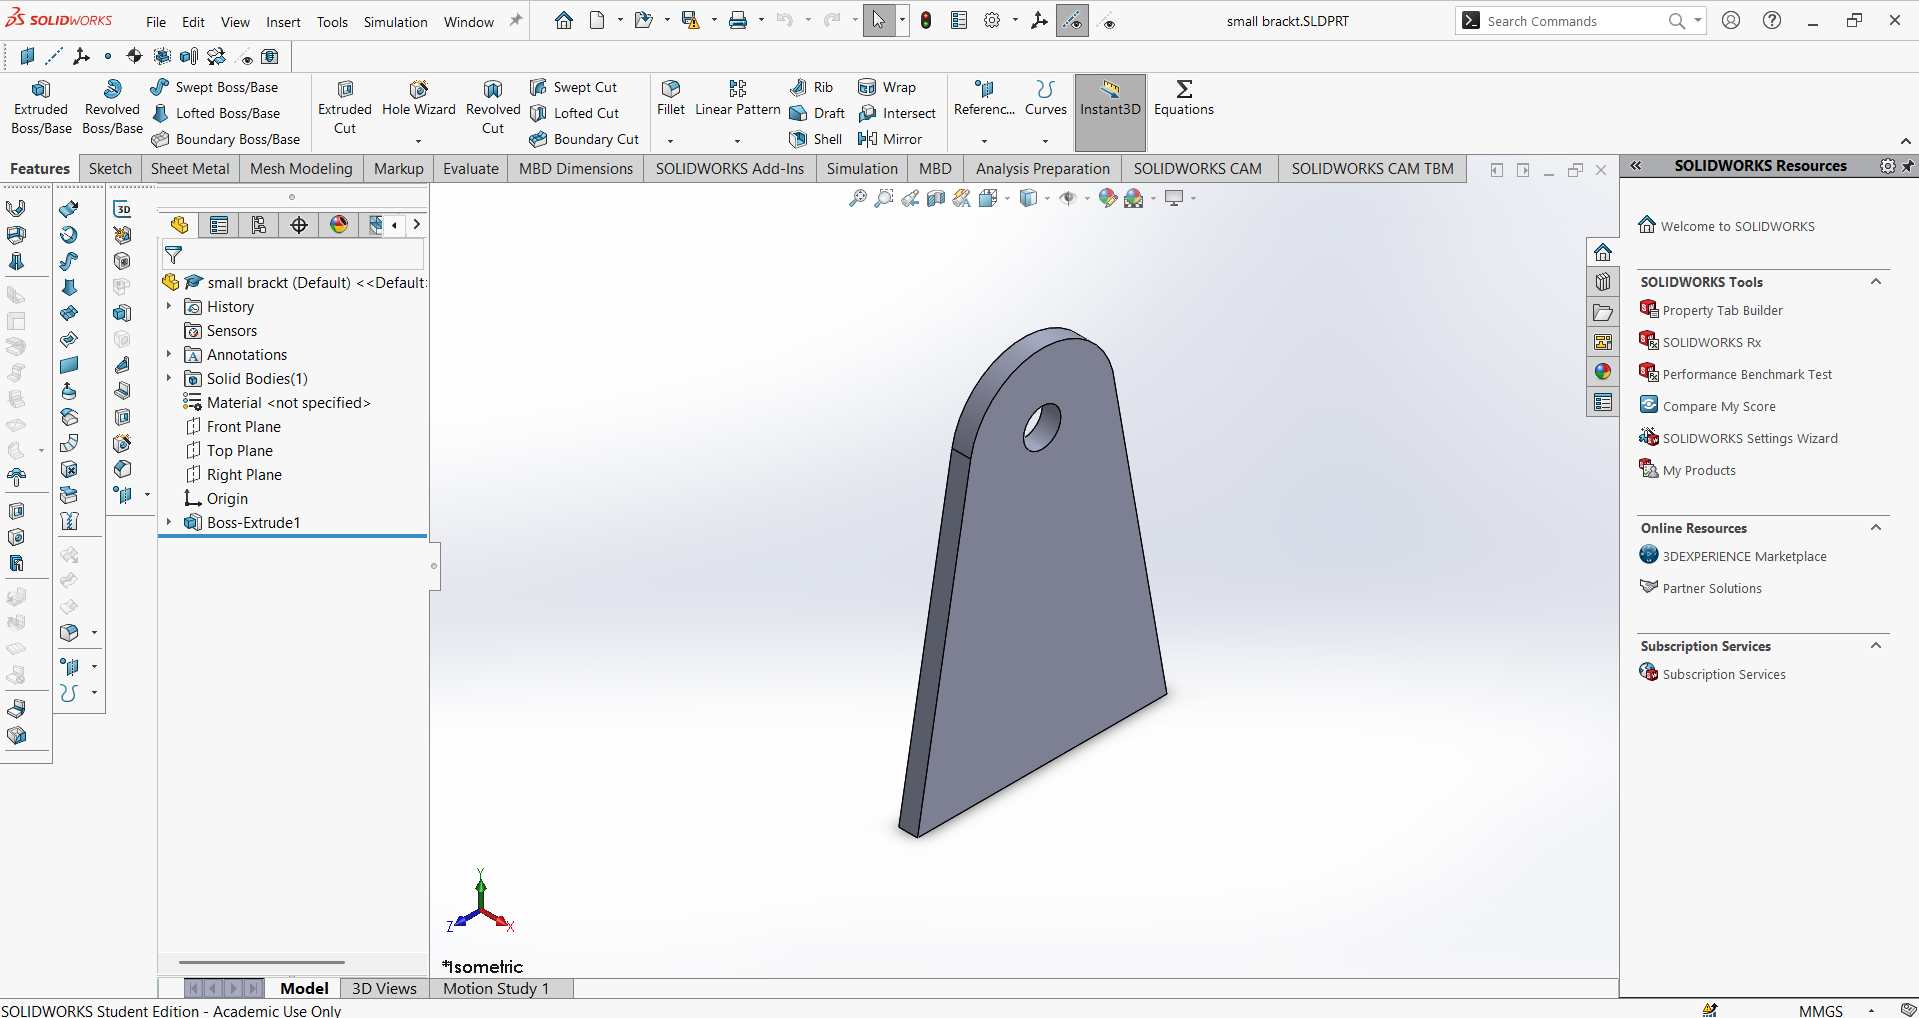 SOLIDWORKS File Edit View Insert Tools Simulation Window small brackt.SLDPRT Search Commands
Extruded Boss/Base
Revolved Boss/Base
Swept Boss/Base
Lofted Boss/Base
Boundary Boss/Base
Extruded Cut
Hole Wizard
Revolved Cut
Swept Cut
Lofted Cut
Boundary Cut
Fillet
Linear Pattern
Rib
Draft
Shell
Wrap
Intersect
Mirror
Referenc...
Curves
Instant3D
Equations
Features Sketch Sheet Metal Mesh Modeling Markup Evaluate MBD Dimensions SOLIDWORKS Add-Ins Simulation MBD Analysis Preparation SOLIDWORKS CAM SOLIDWORKS CAM TBM
3D
small brackt (Default) <<Default
History
Sensors
Annotations
Solid Bodies(1)
Material <not specified>
Front Plane
Top Plane
Right Plane
Origin
Boss-Extrude1
Y
Z X
*Isometric
SOLIDWORKS Resources
Welcome to SOLIDWORKS
SOLIDWORKS Tools
Property Tab Builder
SOLIDWORKS Rx
Performance Benchmark Test
Compare My Score
SOLIDWORKS Settings Wizard
My Products
Online Resources
3DEXPERIENCE Marketplace
Partner Solutions
Subscription Services
Subscription Services
Model 3D Views Motion Study 1
SOLIDWORKS Student Edition - Academic Use Only MMGS